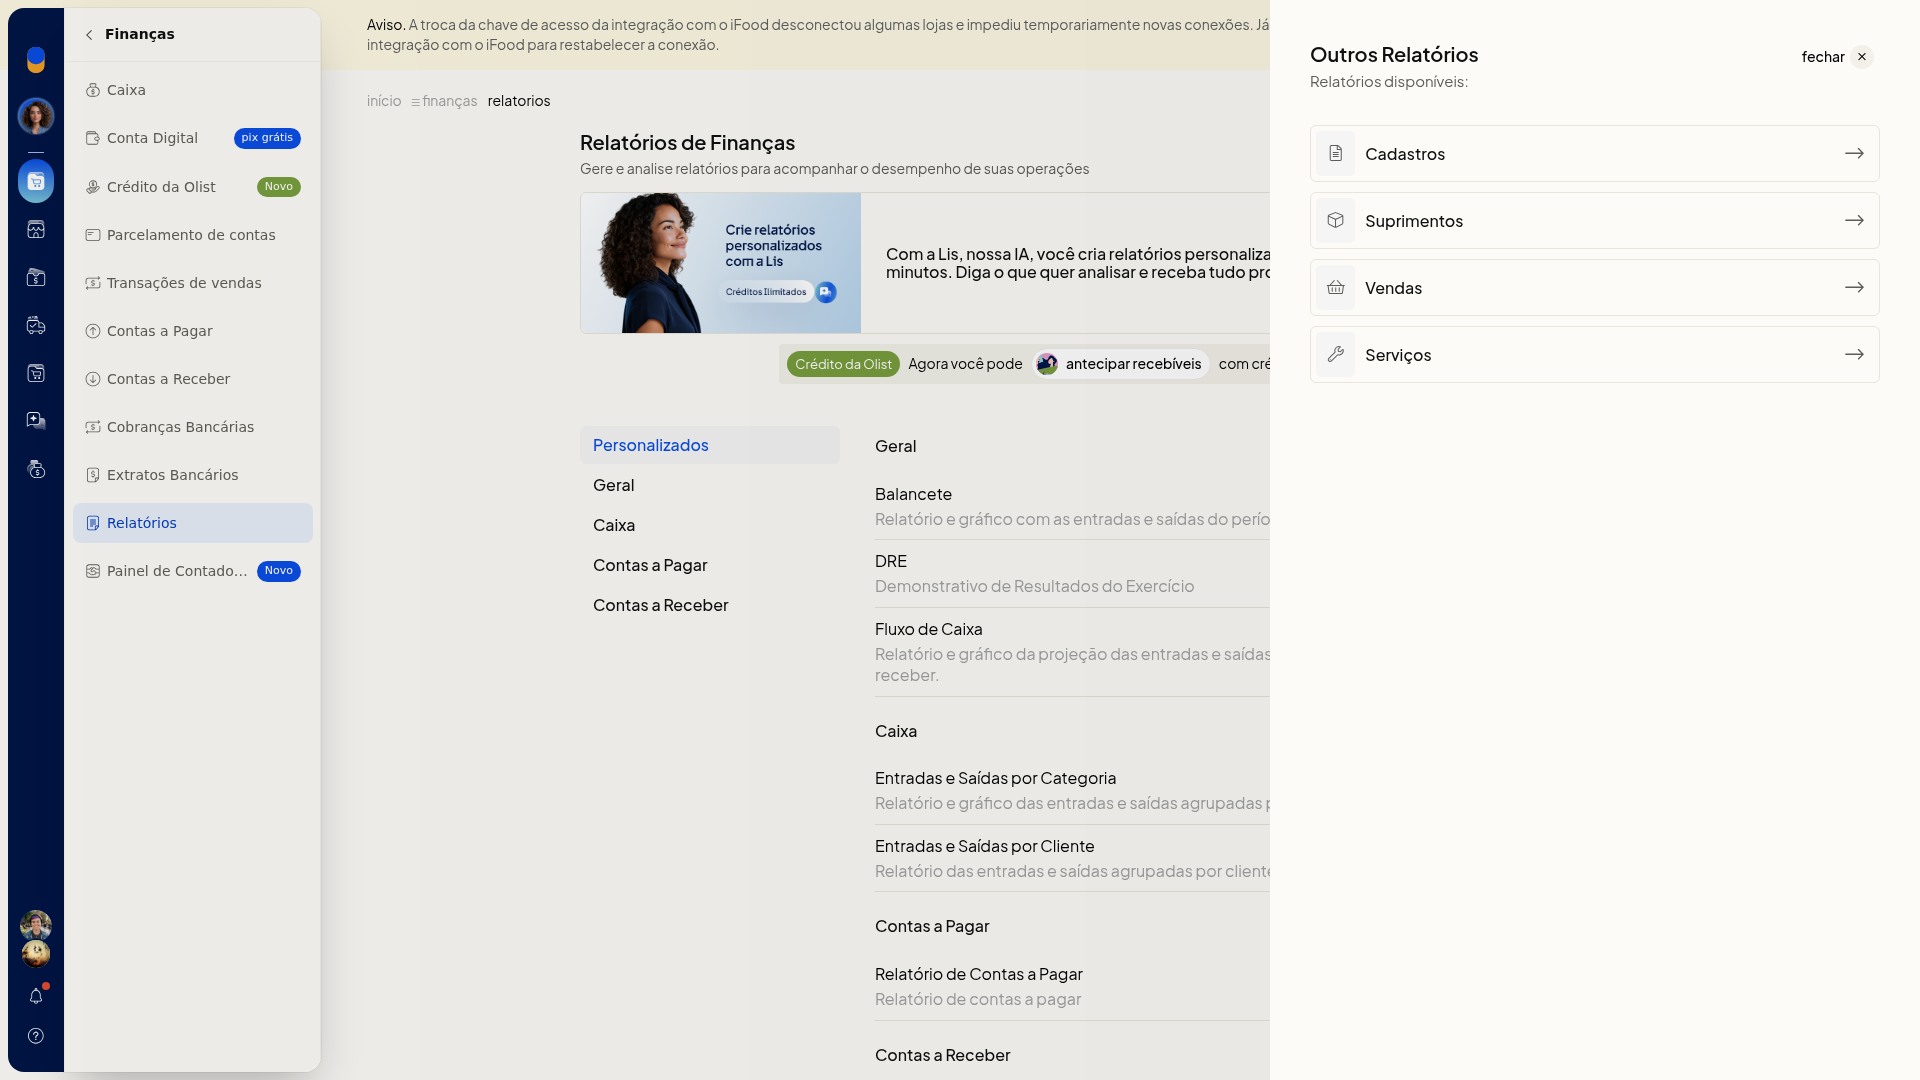 Finanças
Caixa
Conta Digital
pix grátis
Crédito da Olist
Novo
Parcelamento de contas
Transações de vendas
Contas a Pagar
Contas a Receber
Cobranças Bancárias
Extratos Bancários
Relatórios
Painel de Contado...
Novo
Aviso. A troca da chave de acesso da integração com o iFood desconectou algumas lojas e impediu temporariamente novas conexões. Já
integração com o iFood para restabelecer a conexão.
início
finanças
relatorios
Relatórios de Finanças
Gere e analise relatórios para acompanhar o desempenho de suas operações
Crie relatórios
personalizados
com a Lis
Créditos Ilimitados
Com a Lis, nossa IA, você cria relatórios personaliza
minutos. Diga o que quer analisar e receba tudo pro
Crédito da Olist
Agora você pode
antecipar recebíveis
com cré
Personalizados
Geral
Caixa
Contas a Pagar
Contas a Receber
Geral
Balancete
Relatório e gráfico com as entradas e saídas do perío
DRE
Demonstrativo de Resultados do Exercício
Fluxo de Caixa
Relatório e gráfico da projeção das entradas e saídas
receber.
Caixa
Entradas e Saídas por Categoria
Relatório e gráfico das entradas e saídas agrupadas p
Entradas e Saídas por Cliente
Relatório das entradas e saídas agrupadas por cliente
Contas a Pagar
Relatório de Contas a Pagar
Relatório de contas a pagar
Contas a Receber
Outros Relatórios
fechar
Relatórios disponíveis:
Cadastros
Suprimentos
Vendas
Serviços